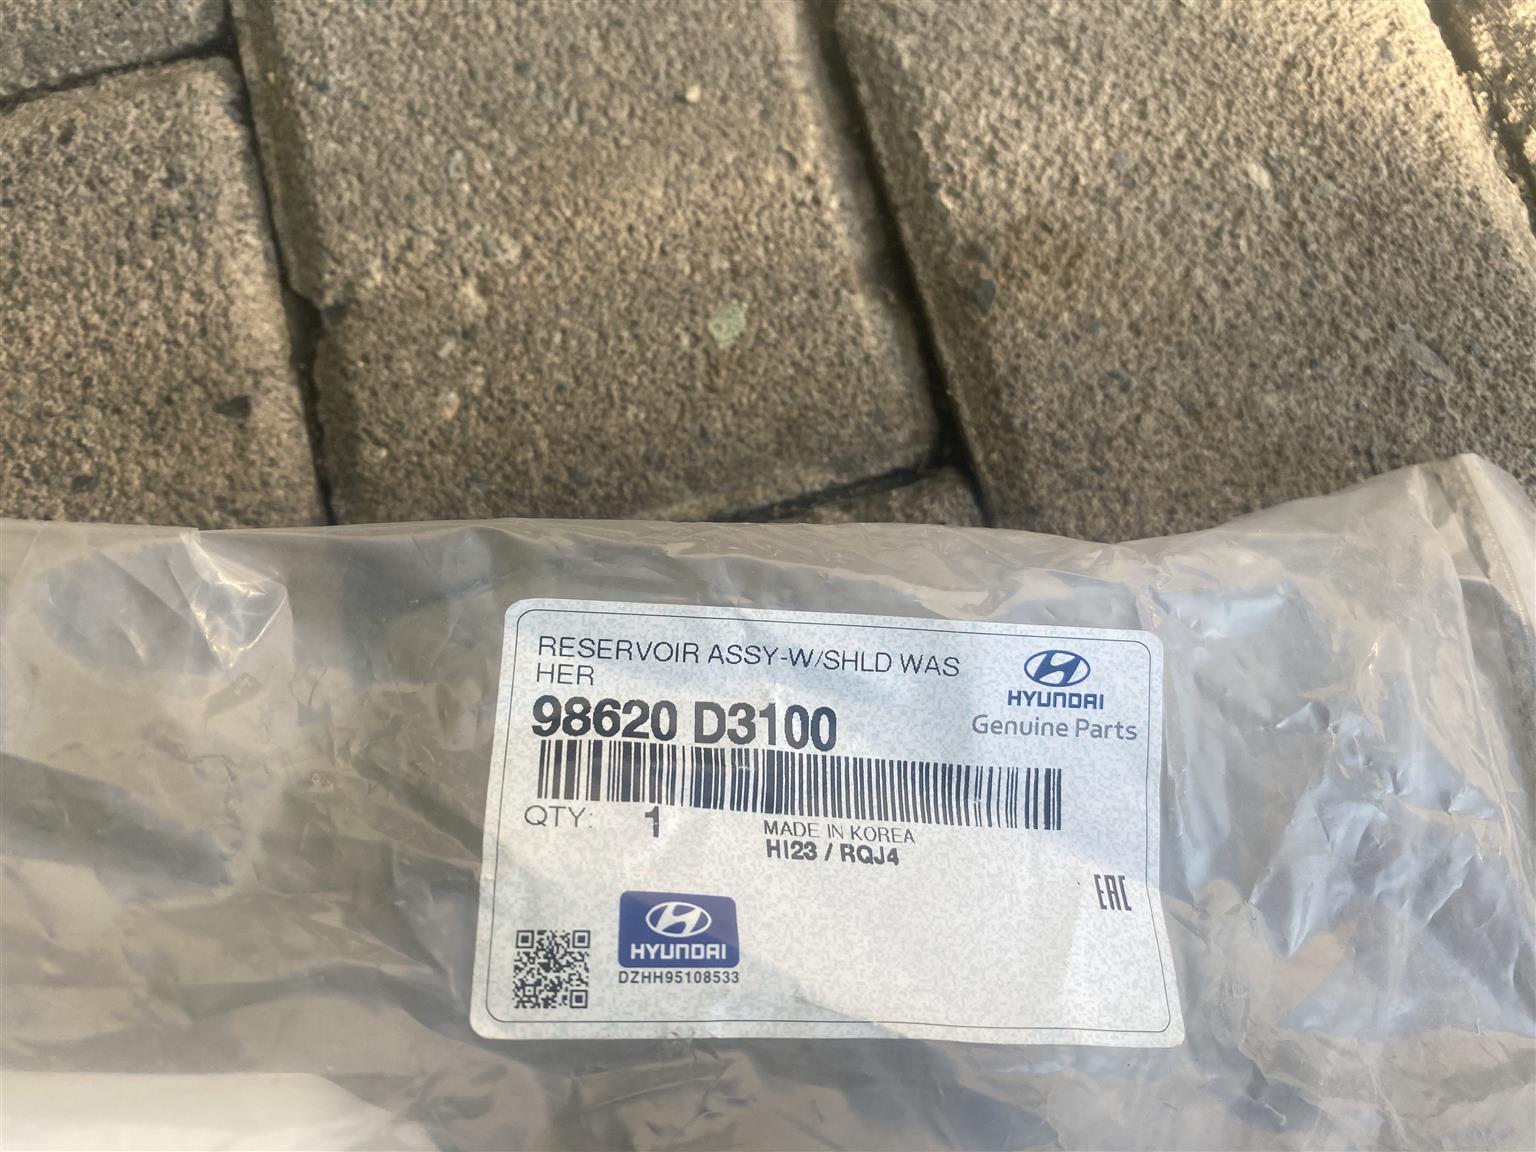 RESERVOIR ASSY-W/SHLD WAS
HER
98620 D3100
HYUNDAI
Genuine Parts
QTY: 1
MADE IN KOREA
HI23 / RQJ4
EAC
HYUNDAI
DZHH95108533